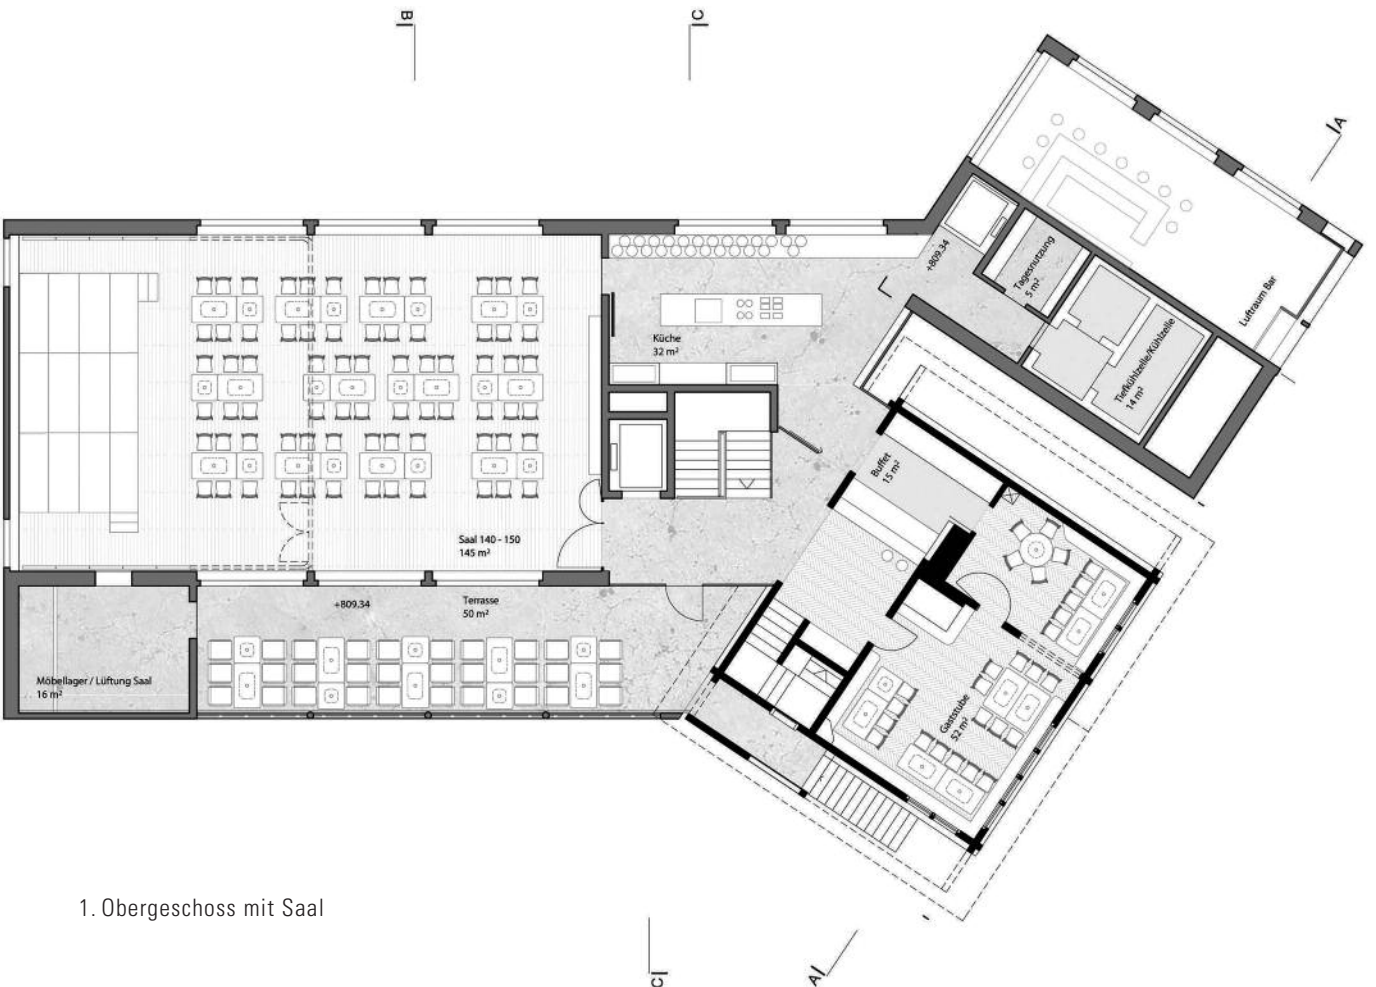 B
C
A
+809.34
Tagesnutzung
5 m²
Luftraum Bar
Tiefkühlzelle/Kühlzelle
14 m²
Küche
32 m²
Buffet
15 m²
Saal 140 - 150
145 m²
+809.34
Terrasse
50 m²
Möbellager / Lüftung Saal
16 m²
Gaststube
52 m²
1. Obergeschoss mit Saal
C
A